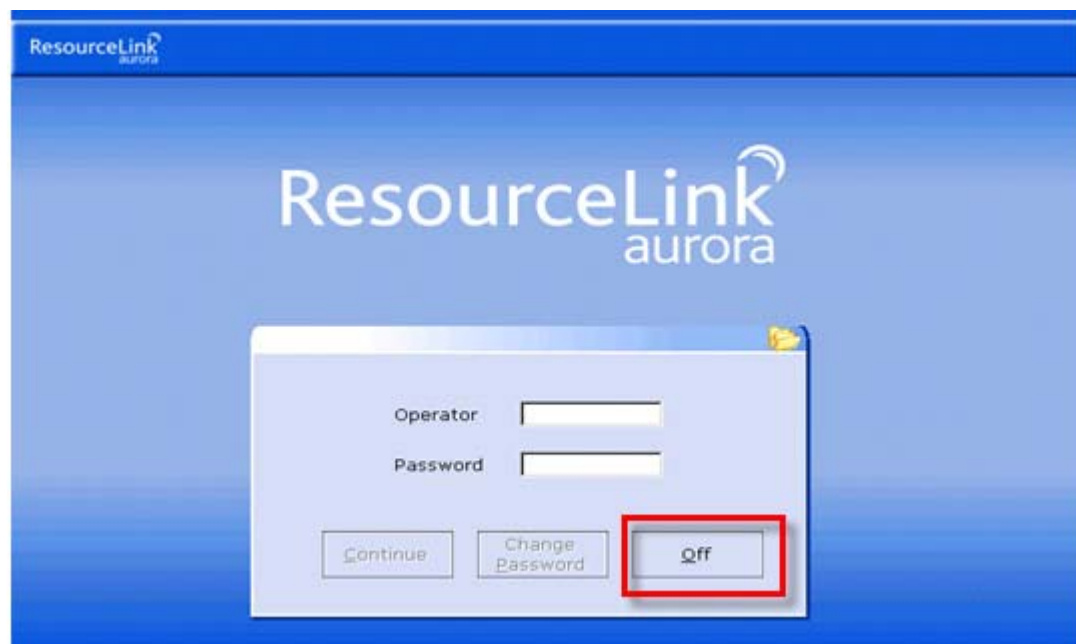 ResourceLink
aurora
ResourceLink
aurora
Operator
Password
Continue
Change
Password
Off